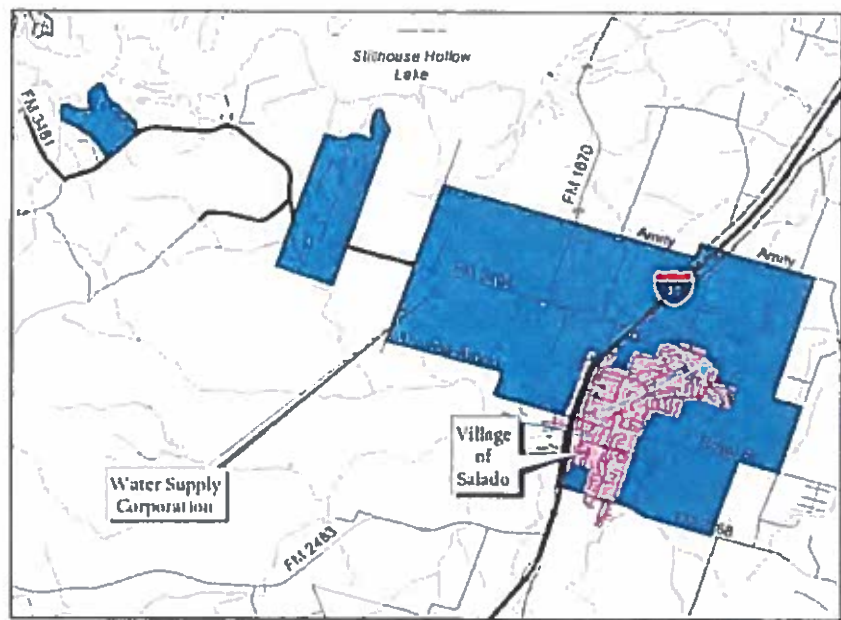 Stillhouse Hollow
Lake
FM 3481
FM 1670
Amity
Amity
35
Village
of
Salado
Water Supply
Corporation
FM 2483